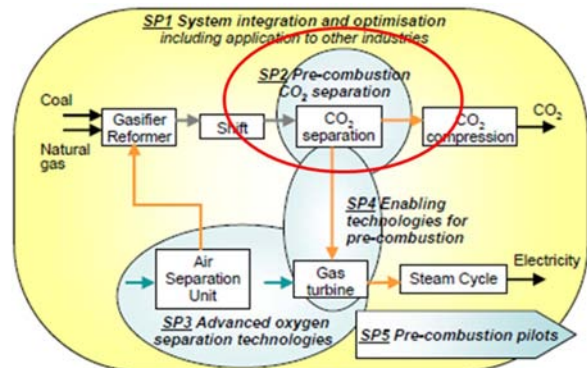 SP1 System integration and optimisation
including application to other industries
SP2 Pre-combustion
CO2 separation
Coal
Natural
gas
Gasifier
Reformer
Shift
CO2
separation
CO2
compression
CO2
SP4 Enabling
technologies for
pre-combustion
Air
Separation
Unit
Gas
turbine
Steam Cycle
Electricity
SP3 Advanced oxygen
separation technologies
SP5 Pre-combustion pilots